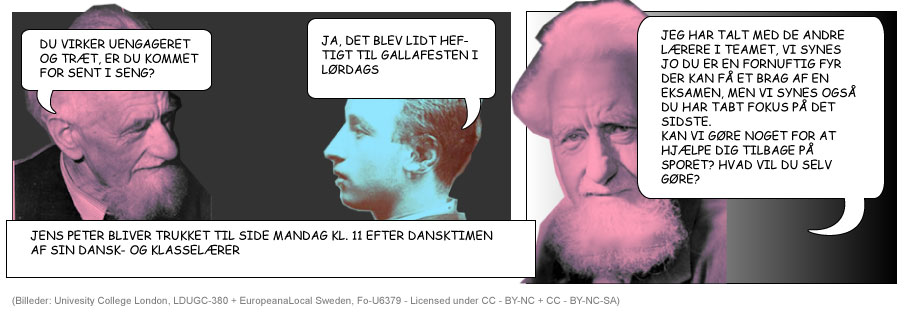 DU VIRKER UENGAGERET
OG TRÆT, ER DU KOMMET
FOR SENT I SENG?
JA, DET BLEV LIDT HEF-
TIGT TIL GALLAFESTEN I
LØRDAGS
JENS PETER BLIVER TRUKKET TIL SIDE MANDAG KL. 11 EFTER DANSKTIMEN
AF SIN DANSK- OG KLASSELÆRER
JEG HAR TALT MED DE ANDRE
LÆRERE I TEAMET, VI SYNES
JO DU ER EN FORNUFTIG FYR
DER KAN FÅ ET BRAG AF EN
EKSAMEN, MEN VI SYNES OGSÅ
DU HAR TABT FOKUS PÅ DET
SIDSTE.
KAN VI GØRE NOGET FOR AT
HJÆLPE DIG TILBAGE PÅ
SPORET? HVAD VIL DU SELV
GØRE?
(Billeder: Univesity College London, LDUGC-380 + EuropeanaLocal Sweden, Fo-U6379 - Licensed under CC - BY-NC + CC - BY-NC-SA)